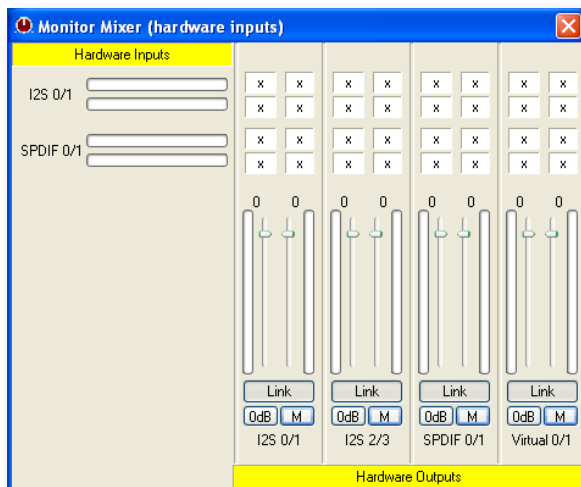 Monitor Mixer (hardware inputs)
Hardware Inputs
I2S 0/1
x x x x x x x x
x x x x x x x x
SPDIF 0/1
x x x x x x x x
x x x x x x x x
0 0 0 0 0 0 0 0
Link Link Link Link
0dB M 0dB M 0dB M 0dB M
I2S 0/1 I2S 2/3 SPDIF 0/1 Virtual 0/1
Hardware Outputs